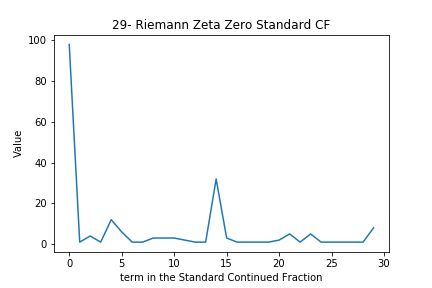 29- Riemann Zeta Zero Standard CF
100
80
60
40
20
0
Value
0 5 10 15 20 25 30
term in the Standard Continued Fraction